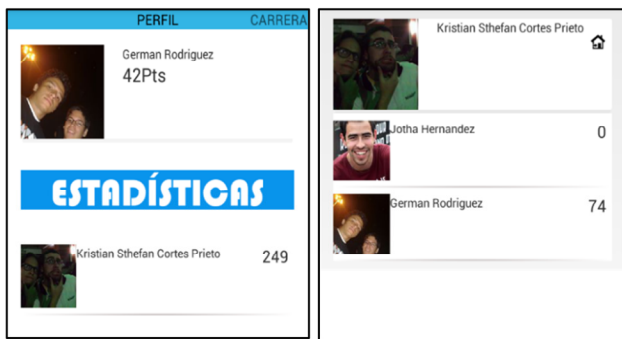 PERFIL CARRERA
German Rodriguez
42Pts
ESTADÍSTICAS
Kristian Sthefan Cortes Prieto 249
Kristian Sthefan Cortes Prieto
Jotha Hernandez 0
German Rodriguez 74